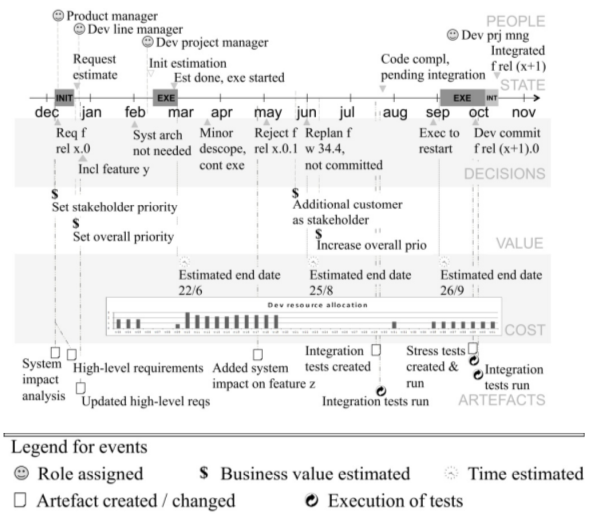 Product manager
PEOPLE
Dev line manager
Dev prj mng
Dev project manager
Request
estimate
Init estimation
Est done, exe started
Code compl,
pending integration
Integrated
f rel (x+1)
STATE
INIT
EXE
EXE
INT
dec jan feb mar apr may jun jul aug sep oct nov
Req f
rel x.0
Syst arch
not needed
Minor
descope,
cont exe
Reject f
rel x.0.1
Replan f
w 34.4,
not committed
Exec to
restart
Dev commit
f rel (x+1).0
Incl feature y
DECISIONS
$
Set stakeholder priority
$
Set overall priority
$
Additional customer
as stakeholder
$
Increase overall prio
VALUE
Estimated end date
22/6
Estimated end date
25/8
Estimated end date
26/9
Dev resource allocation
COST
System
impact
analysis
High-level requirements
Updated high-level reqs
Added system
impact on feature z
Integration
tests created
Integration tests run
Stress tests
created &
run
Integration
tests run
ARTEFACTS
Legend for events
Role assigned
$ Business value estimated
Time estimated
Artefact created / changed
Execution of tests